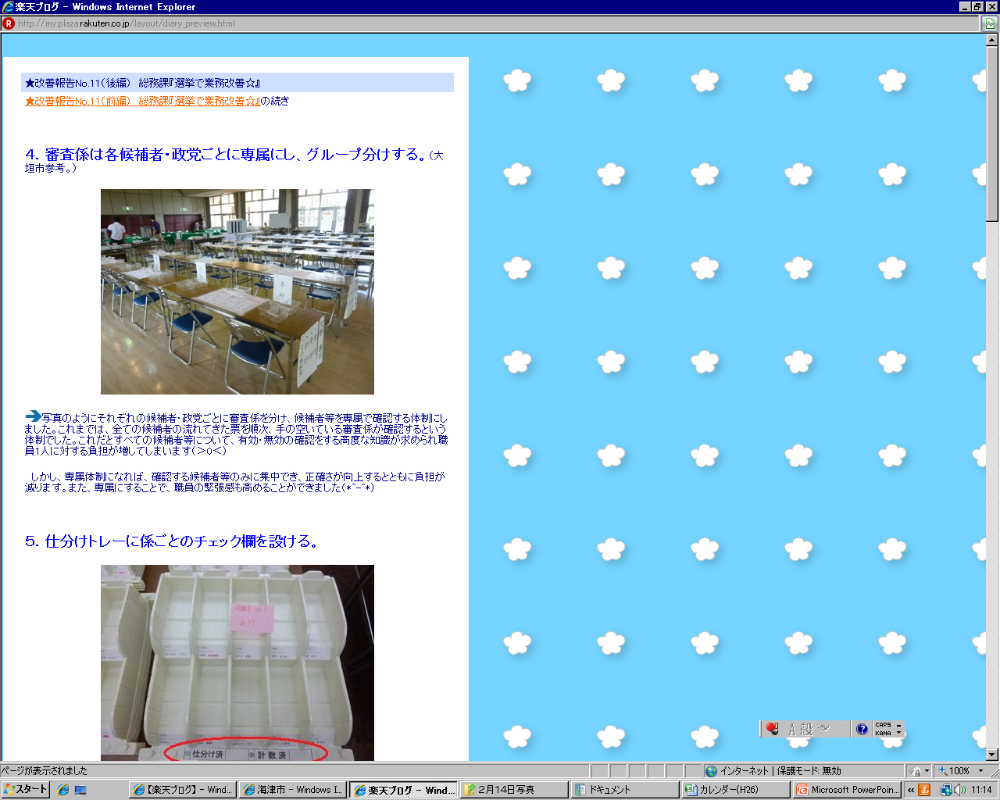 楽天ブログ - Windows Internet Explorer
http://my.plaza.rakuten.co.jp/layout/diary_preview.html
★改善報告No.11（後編）　総務課『選挙で業務改善☆』
★改善報告No.11（前編）　総務課『選挙で業務改善☆』の続き
４．審査係は各候補者・政党ごとに専属にし、グループ分けする。（大
垣市参考。）
写真のようにそれぞれの候補者・政党ごとに審査係を分け、候補者等を専属で確認する体制にし
ました。これまでは、全ての候補者の流れてきた票を順次、手の空いている審査係が確認するという
体制でした。これだとすべての候補者等について、有効・無効の確認をする高度な知識が求められ職
員1人に対する負担が増してしまいます（＞0＜）
しかし、専属体制になれば、確認する候補者等のみに集中でき、正確さが向上するとともに負担が
減ります。また、専属にすることで、職員の緊張感も高めることができました（*^-^*)
５．仕分けトレーに係ごとのチェック欄を設ける。
仕分け済 計数済
A 般
CAPS
KANA
ページが表示されました
インターネット | 保護モード: 無効
100%
スタート
【楽天ブログ】 - Wind...
海津市 - Windows I...
楽天ブログ - Wind...
2月14日写真
ドキュメント
カレンダー(H26)
Microsoft PowerPoin...
11:14